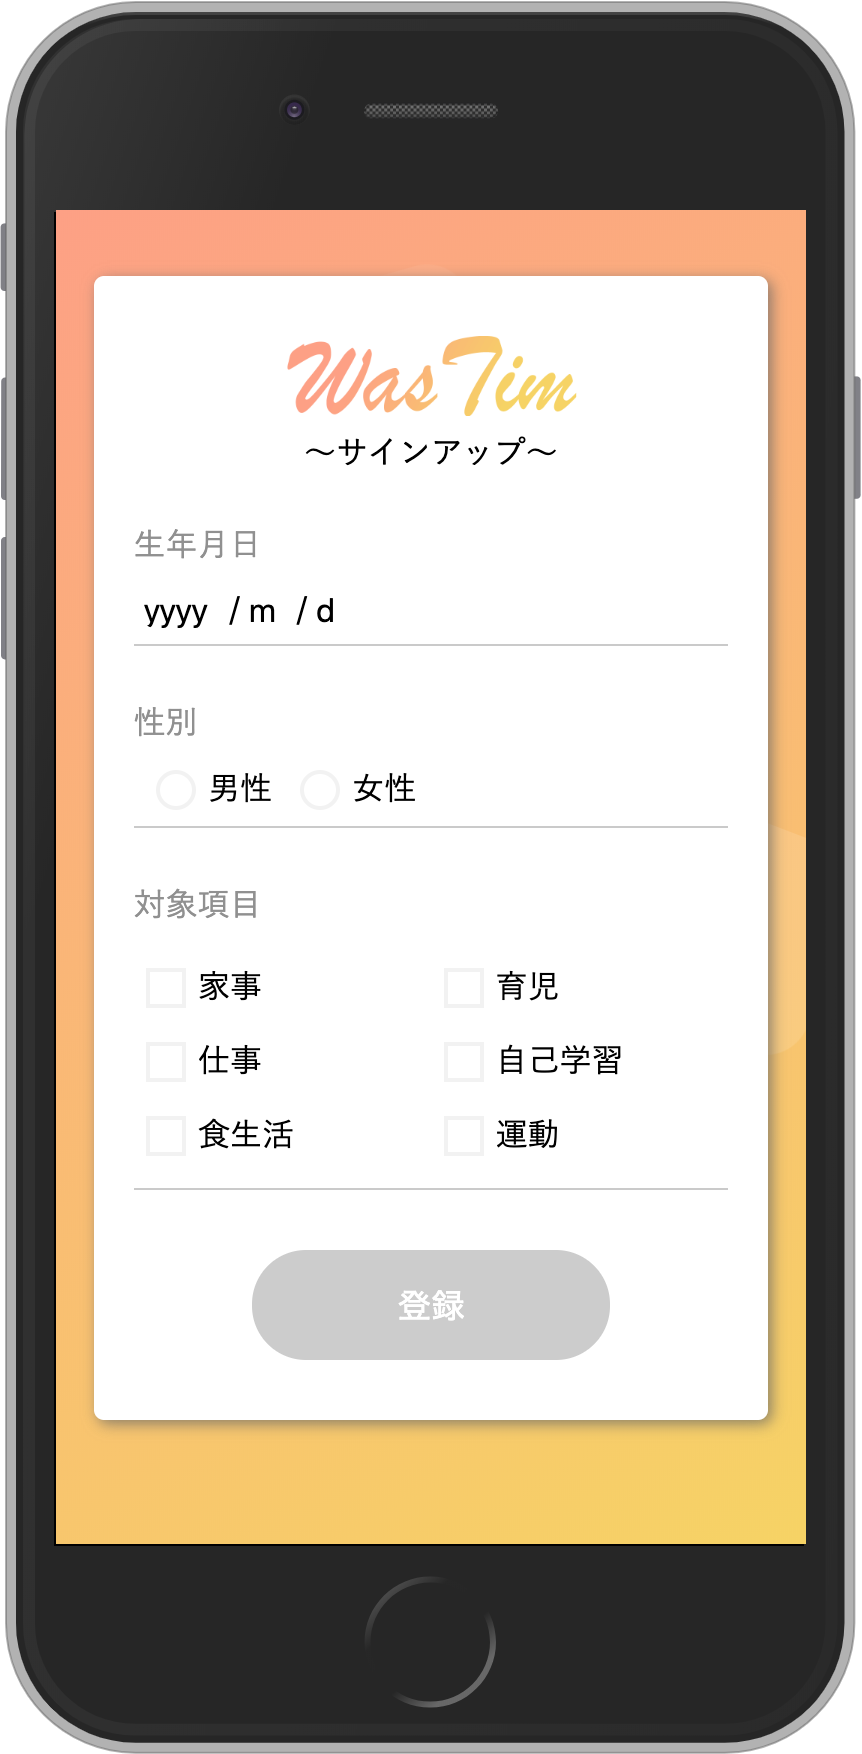 WasTim
〜サインアップ〜
生年月日
yyyy / m / d
性別
男性 女性
対象項目
家事 育児
仕事 自己学習
食生活 運動
登録